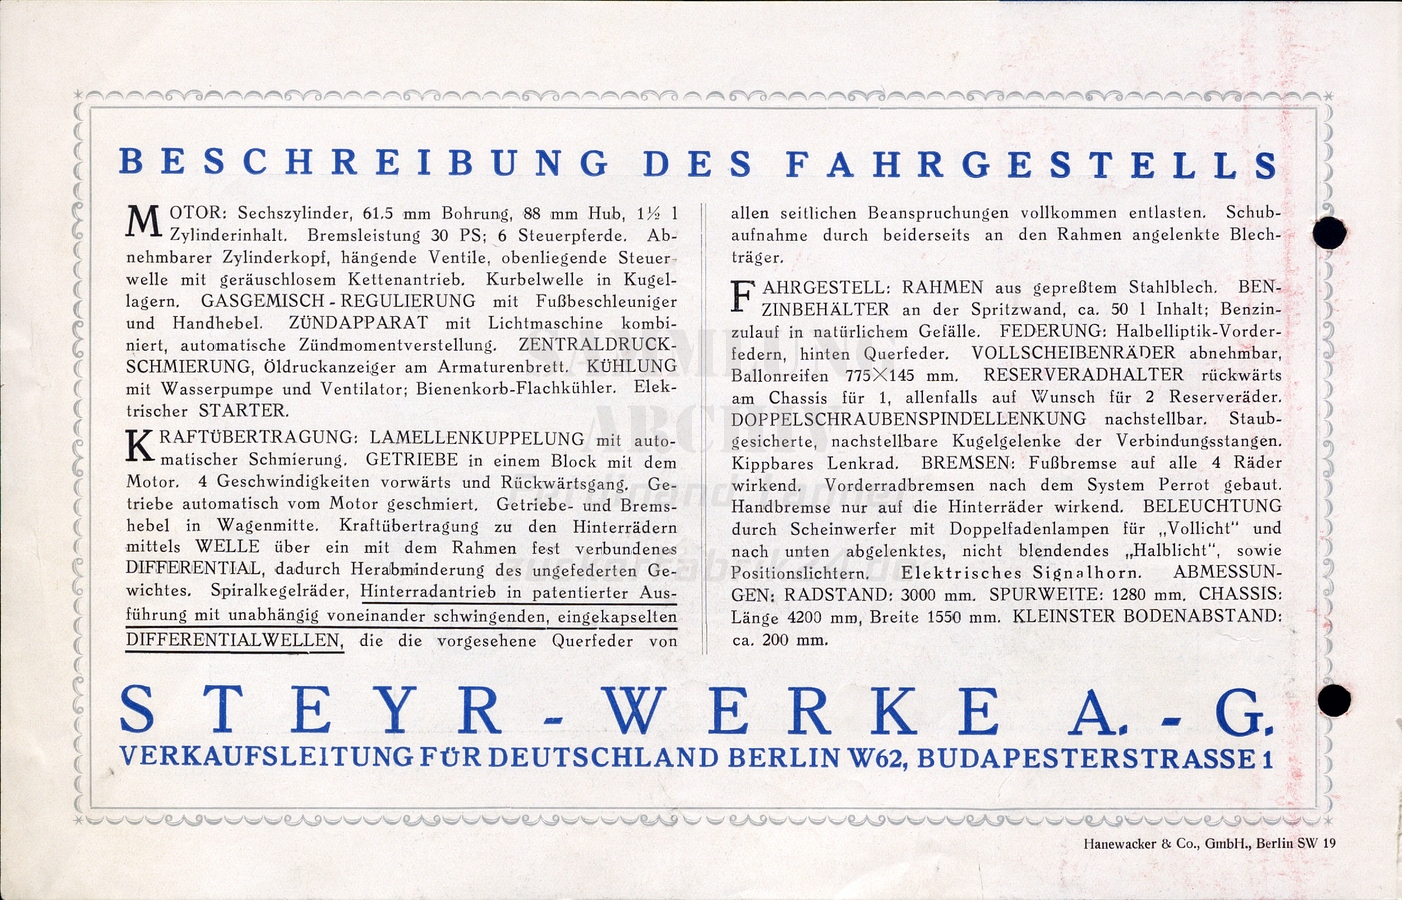 BESCHREIBUNG DES FAHRGESTELLS
MOTOR: Sechszylinder, 61.5 mm Bohrung, 88 mm Hub, 1½ l
Zylinderinhalt. Bremsleistung 30 PS; 6 Steuerpferde. Ab-
nehmbarer Zylinderkopf, hängende Ventile, obenliegende Steuer-
welle mit geräuschlosem Kettenantrieb. Kurbelwelle in Kugel-
lagern. GASGEMISCH-REGULIERUNG mit Fußbeschleuniger
und Handhebel. ZÜNDAPPARAT mit Lichtmaschine kombi-
niert, automatische Zündmomentverstellung. ZENTRALDRUCK-
SCHMIERUNG, Öldruckanzeiger am Armaturenbrett. KÜHLUNG
mit Wasserpumpe und Ventilator; Bienenkorb-Flachkühler. Elek-
trischer STARTER.
KRAFTÜBERTRAGUNG: LAMELLENKUPPELUNG mit auto-
matischer Schmierung. GETRIEBE in einem Block mit dem
Motor. 4 Geschwindigkeiten vorwärts und Rückwärtsgang. Ge-
triebe automatisch vom Motor geschmiert. Getriebe- und Brems-
hebel in Wagenmitte. Kraftübertragung zu den Hinterrädern
mittels WELLE über ein mit dem Rahmen fest verbundenes
DIFFERENTIAL, dadurch Herabminderung des ungefederten Ge-
wichtes. Spiralkegelräder, Hinterradantrieb in patentierter Aus-
führung mit unabhängig voneinander schwingenden, eingekapselten
DIFFERENTIALWELLEN, die die vorgesehene Querfeder von
allen seitlichen Beanspruchungen vollkommen entlasten. Schub-
aufnahme durch beiderseits an den Rahmen angelenkte Blech-
träger.
FAHRGESTELL: RAHMEN aus gepreßtem Stahlblech. BEN-
ZINBEHÄLTER an der Spritzwand, ca. 50 l Inhalt; Benzin-
zulauf in natürlichem Gefälle. FEDERUNG: Halbelliptik-Vorder-
federn, hinten Querfeder. VOLLSCHEIBENRÄDER abnehmbar,
Ballonreifen 775×145 mm. RESERVERADHALTER rückwärts
am Chassis für 1, allenfalls auf Wunsch für 2 Reserveräder.
DOPPELSCHRAUBENSPINDELLENKUNG nachstellbar. Staub-
gesicherte, nachstellbare Kugelgelenke der Verbindungsstangen.
Kippbares Lenkrad. BREMSEN: Fußbremse auf alle 4 Räder
wirkend. Vorderradbremsen nach dem System Perrot gebaut.
Handbremse nur auf die Hinterräder wirkend. BELEUCHTUNG
durch Scheinwerfer mit Doppelfadenlampen für „Vollicht“ und
nach unten abgelenktes, nicht blendendes „Halblicht“, sowie
Positionslichtern. Elektrisches Signalhorn. ABMESSUN-
GEN: RADSTAND: 3000 mm. SPURWEITE: 1280 mm. CHASSIS:
Länge 4200 mm, Breite 1550 mm. KLEINSTER BODENABSTAND:
ca. 200 mm.
STEYR-WERKE A.-G.
VERKAUFSLEITUNG FÜR DEUTSCHLAND BERLIN W62, BUDAPESTERSTRASSE 1
Hanewacker & Co., GmbH., Berlin SW 19
SAMMLUNG
ARCHIV